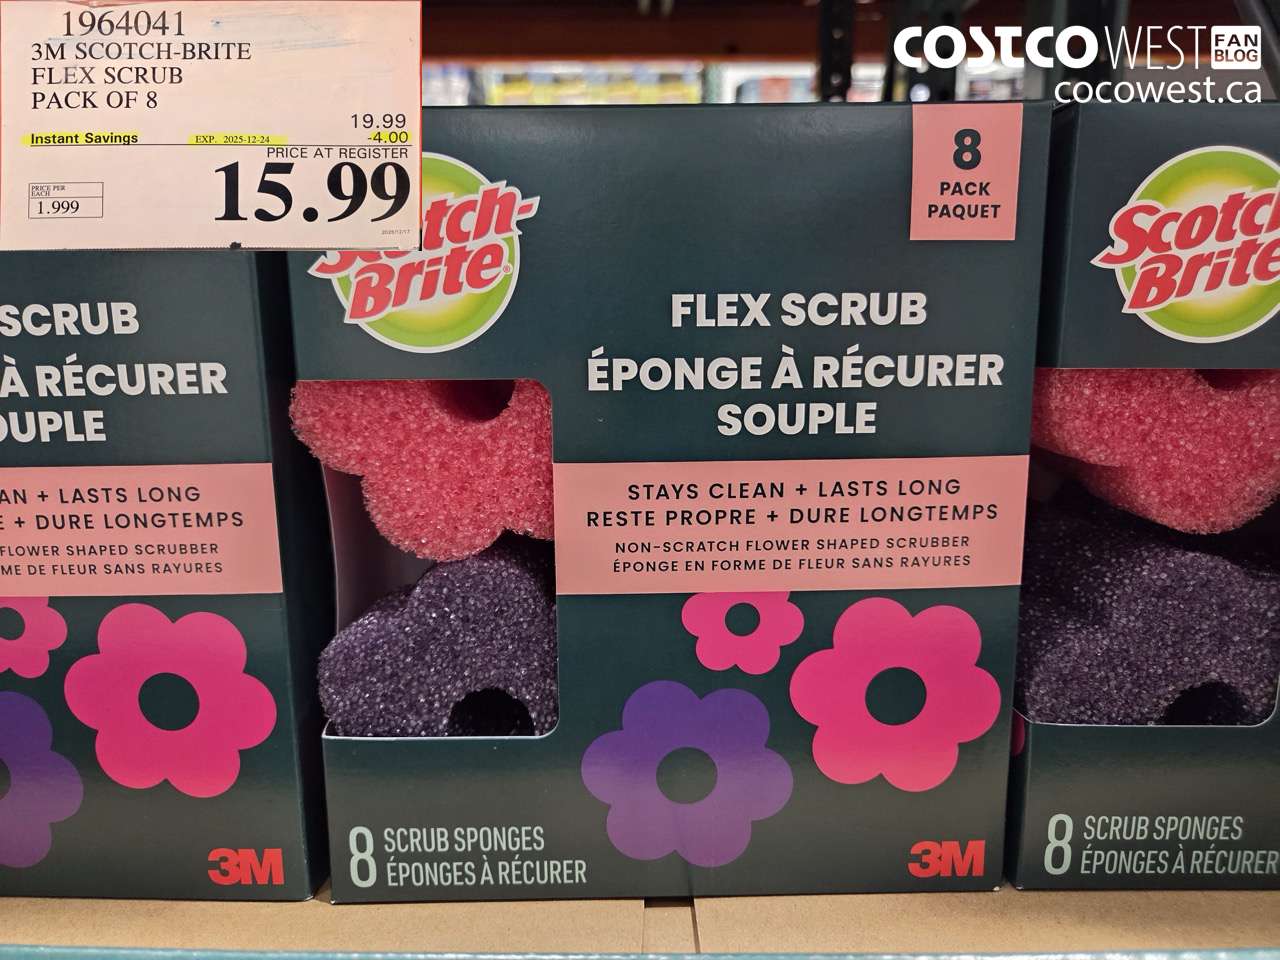 1964041
3M SCOTCH-BRITE
FLEX SCRUB
PACK OF 8
19.99
Instant Savings EXP. 2025-12-24 -4.00
PRICE AT REGISTER
15.99
PRICE PER
EACH
1.999
2025/12/17
COSTCO WEST FAN
BLOG
cocowest.ca
8
PACK
PAQUET
Scotch-
Brite
FLEX SCRUB
ÉPONGE À RÉCURER
SOUPLE
STAYS CLEAN + LASTS LONG
RESTE PROPRE + DURE LONGTEMPS
NON-SCRATCH FLOWER SHAPED SCRUBBER
ÉPONGE EN FORME DE FLEUR SANS RAYURES
8 SCRUB SPONGES
ÉPONGES À RÉCURER
3M
SCRUB
À RÉCURER
OUPLE
AN + LASTS LONG
E + DURE LONGTEMPS
FLOWER SHAPED SCRUBBER
ME DE FLEUR SANS RAYURES
3M
Scotch
Brite
8 SCRUB SPONGES
ÉPONGES À RÉCURER